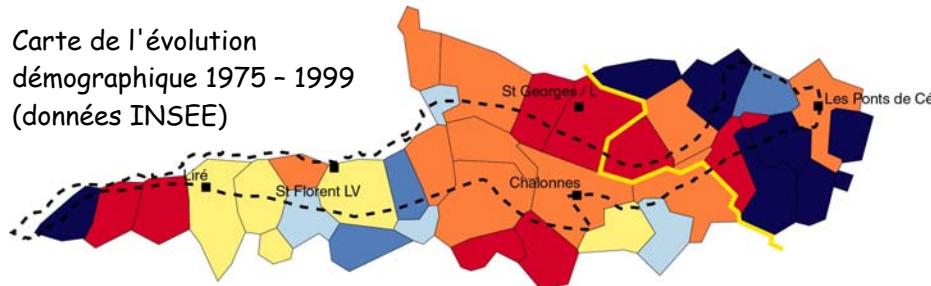 Carte de l'évolution
démographique 1975 – 1999
(données INSEE)
St Georges / L
Les Ponts de Cé
Liré
St Florent LV
Chalonnes